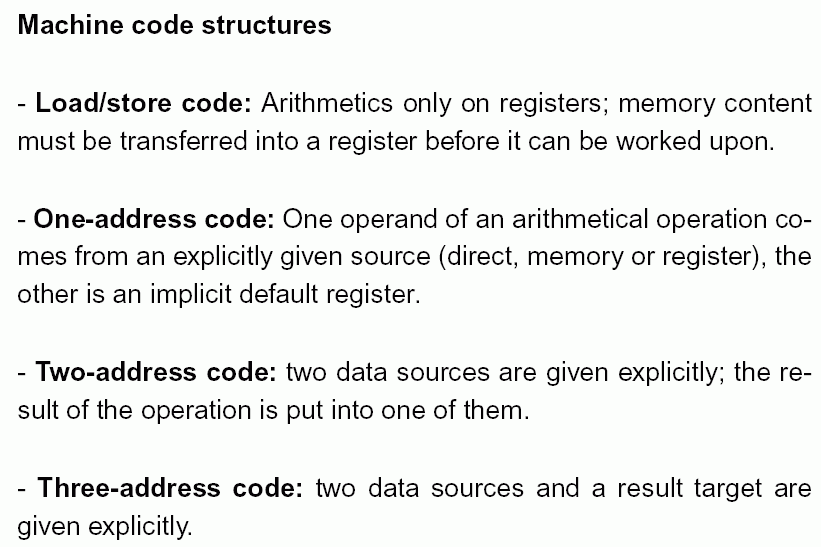 Machine code structures
- Load/store code: Arithmetics only on registers; memory content
must be transferred into a register before it can be worked upon.
- One-address code: One operand of an arithmetical operation co-
mes from an explicitly given source (direct, memory or register), the
other is an implicit default register.
- Two-address code: two data sources are given explicitly; the re-
sult of the operation is put into one of them.
- Three-address code: two data sources and a result target are
given explicitly.